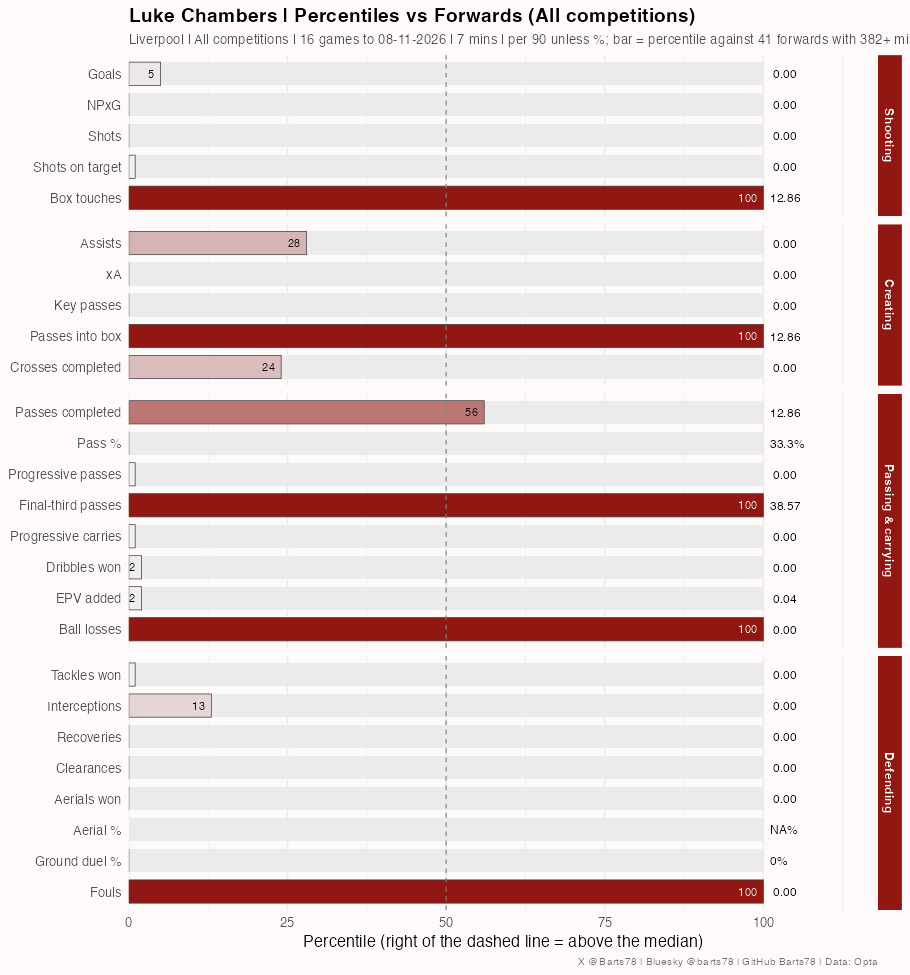 Luke Chambers | Percentiles vs Forwards (All competitions)
Liverpool | All competitions | 16 games to 08-11-2026 | 7 mins | per 90 unless %; bar = percentile against 41 forwards with 382+ mi
Goals 5 0.00
NPxG 0.00
Shots 0.00
Shots on target 0.00
Box touches 100 12.86
Shooting
Assists 28 0.00
xA 0.00
Key passes 0.00
Passes into box 100 12.86
Crosses completed 24 0.00
Creating
Passes completed 56 12.86
Pass % 33.3%
Progressive passes 0.00
Final-third passes 100 38.57
Progressive carries 0.00
Dribbles won 2 0.00
EPV added 2 0.04
Ball losses 100 0.00
Passing & carrying
Tackles won 0.00
Interceptions 13 0.00
Recoveries 0.00
Clearances 0.00
Aerials won 0.00
Aerial % NA%
Ground duel % 0%
Fouls 100 0.00
Defending
0 25 50 75 100
Percentile (right of the dashed line = above the median)
X @Barts78 | Bluesky @barts78 | GitHub Barts78 | Data: Opta